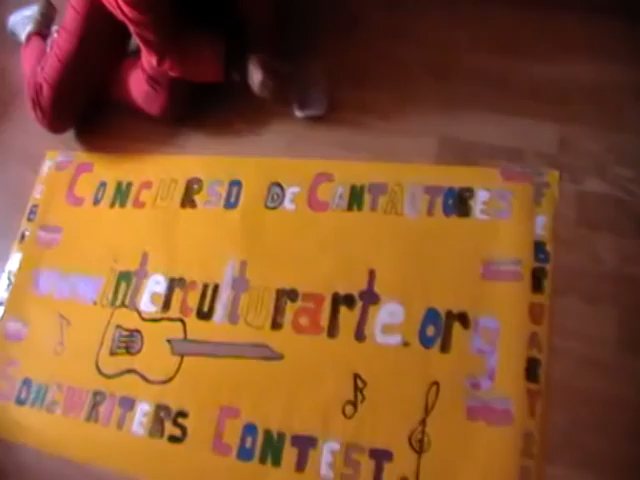 CONCURSO DE CANTAUTORES
www.interculturarte.org
SONGWRITERS CONTEST